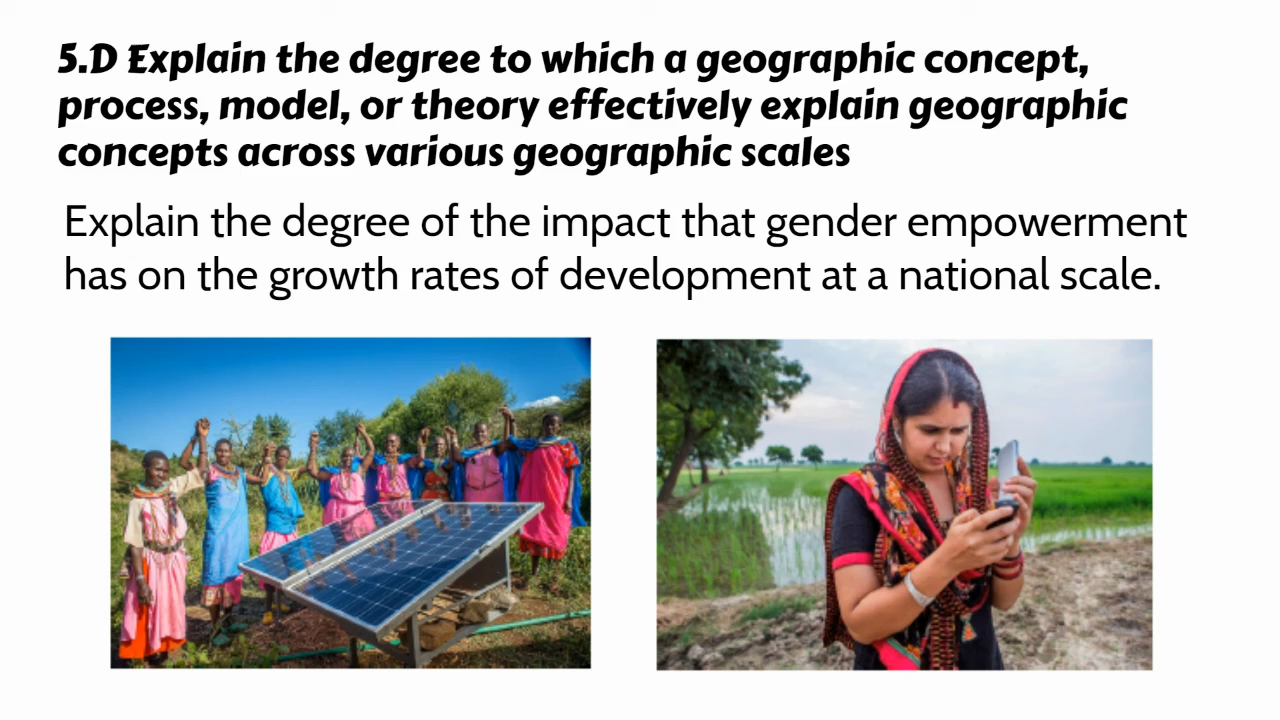 5.D Explain the degree to which a geographic concept,
process, model, or theory effectively explain geographic
concepts across various geographic scales
Explain the degree of the impact that gender empowerment
has on the growth rates of development at a national scale.